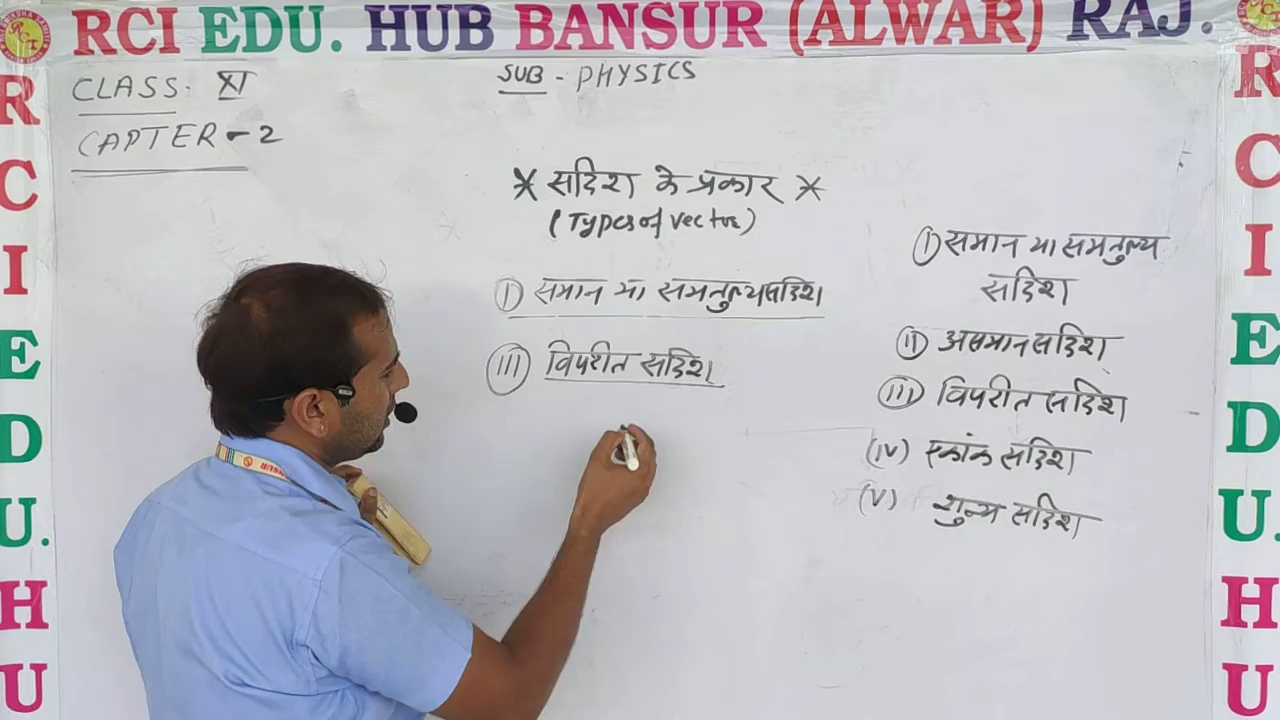 RCI EDU. HUB BANSUR (ALWAR) RAJ.
CLASS. XI
SUB - PHYSICS
CAPTER - 2
* सदिश के प्रकार *
(Types of vector)
(I) समान या समतुल्य सदिश
(III) विपरीत सदिश
(I) समान या समतुल्य
सदिश
(II) असमान सदिश
(III) विपरीत सदिश
(IV) एकांक सदिश
(V) शुन्य सदिश
R
C
I
E
D
U.
H
U
R
C
I
E
D
U.
H
U